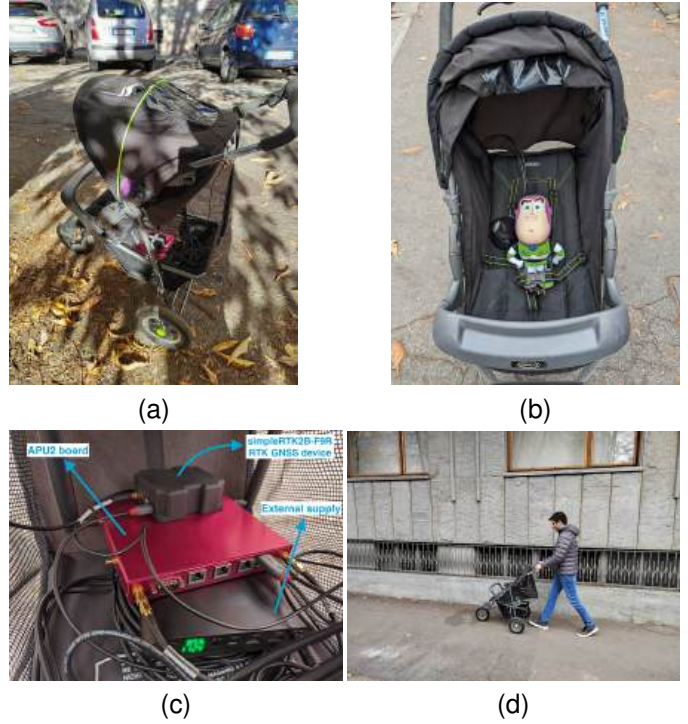 (a)
(b)
APU2 board
simpleRTK2B-F9R
RTK GNSS device
External supply
(c)
(d)